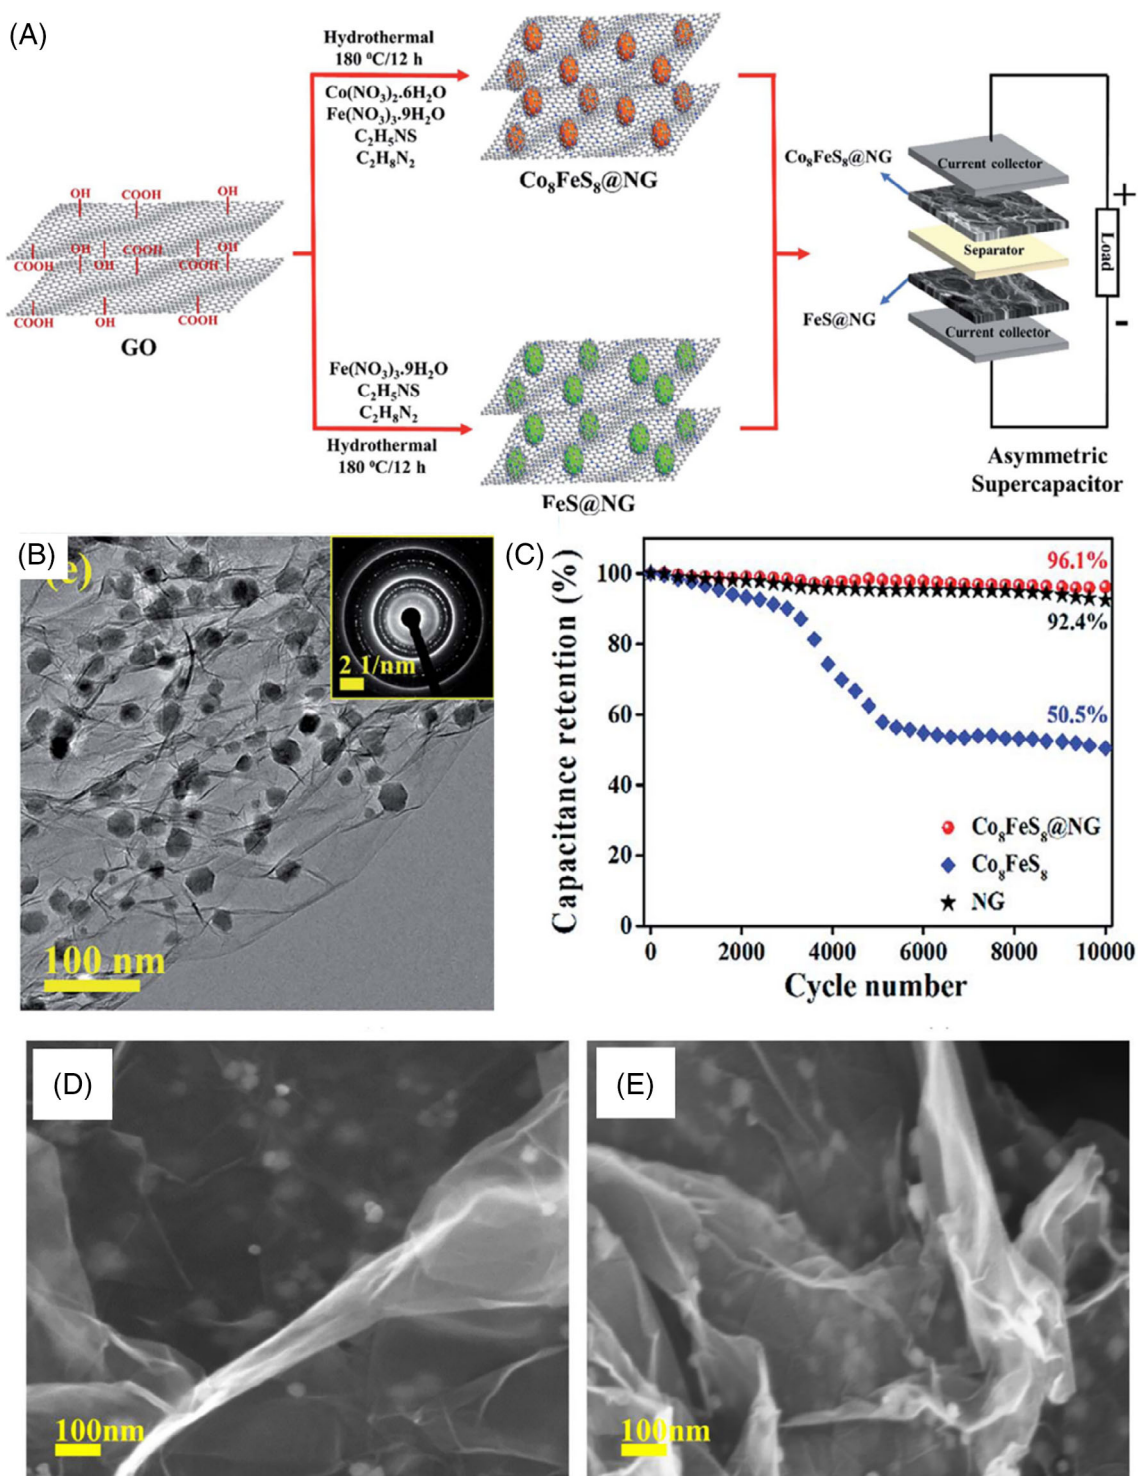 (A)
Hydrothermal
180 ⁰C/12 h
Co(NO₃)₂.6H₂O
Fe(NO₃)₃.9H₂O
C₂H₅NS
C₂H₈N₂
Co₈FeS₈@NG
OH
COOH
OH
COOH
OH
OH
COOH
COOH
OH
COOH
OH
COOH
GO
Fe(NO₃)₃.9H₂O
C₂H₅NS
C₂H₈N₂
Hydrothermal
180 ⁰C/12 h
FeS@NG
Co₈FeS₈@NG
FeS@NG
Current collector
Separator
Current collector
+
Load
-
Asymmetric
Supercapacitor
(B)
(e)
2 1/nm
100 nm
(C)
Capacitance retention (%)
100
80
60
40
20
0
96.1%
92.4%
50.5%
Co₈FeS₈@NG
Co₈FeS₈
NG
0
2000
4000
6000
8000
10000
Cycle number
(D)
100nm
(E)
100nm